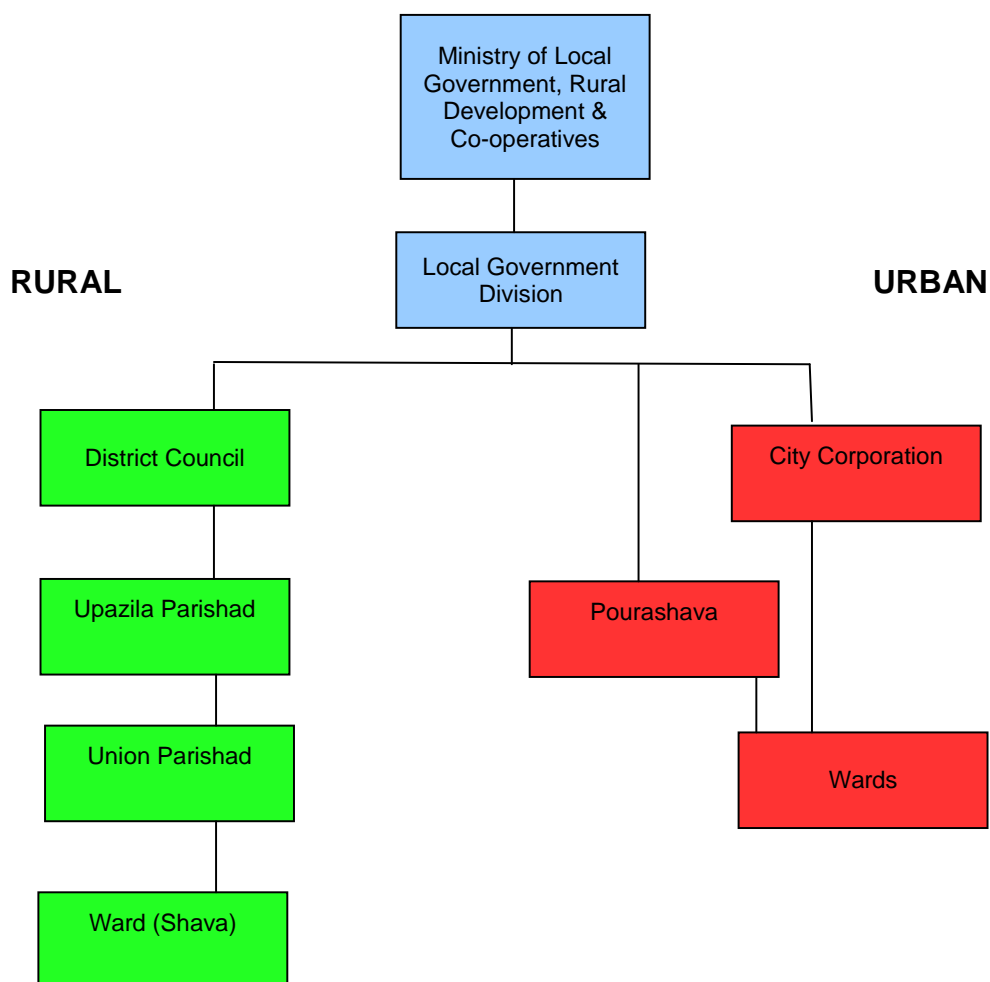 Ministry of Local
Government, Rural
Development &
Co-operatives
Local Government
Division
RURAL
URBAN
District Council
City Corporation
Upazila Parishad
Pourashava
Union Parishad
Wards
Ward (Shava)